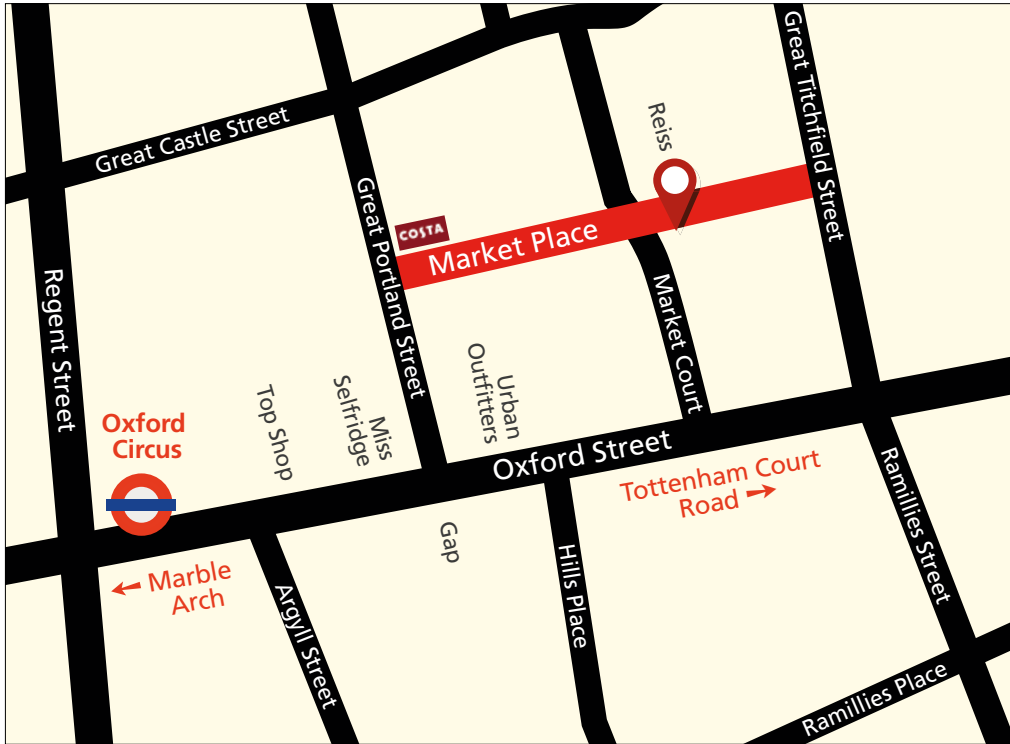 Great Castle Street
Great Titchfield Street
Reiss
COSTA
Market Place
Great Portland Street
Regent Street
Market Court
Oxford
Circus
Top Shop
Miss
Selfridge
Urban
Outfitters
Oxford Street
Tottenham Court
Road
Ramillies Street
Gap
Hills Place
Marble
Arch
Argyll Street
Ramillies Place